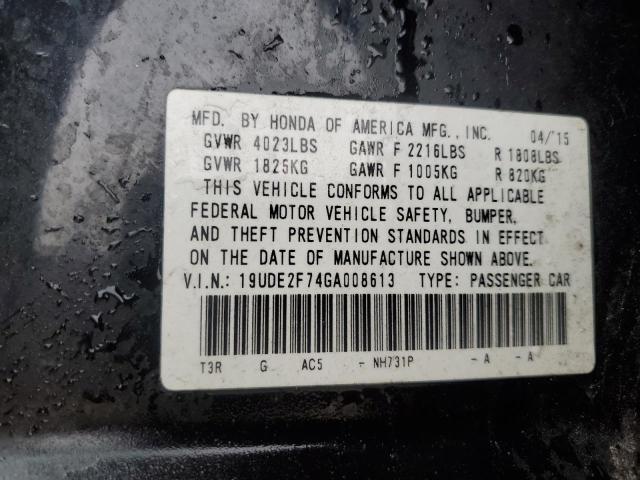 MFD. BY HONDA OF AMERICA MFG., INC. 04/'15
GVWR 4023LBS GAWR F 2216LBS R 1808LBS
GVWR 1825KG GAWR F 1005KG R 820KG
THIS VEHICLE CONFORMS TO ALL APPLICABLE
FEDERAL MOTOR VEHICLE SAFETY, BUMPER,
AND THEFT PREVENTION STANDARDS IN EFFECT
ON THE DATE OF MANUFACTURE SHOWN ABOVE.
V.I.N.: 19UDE2F74GA008613 TYPE: PASSENGER CAR
T3R G AC5 - NH731P - A - A